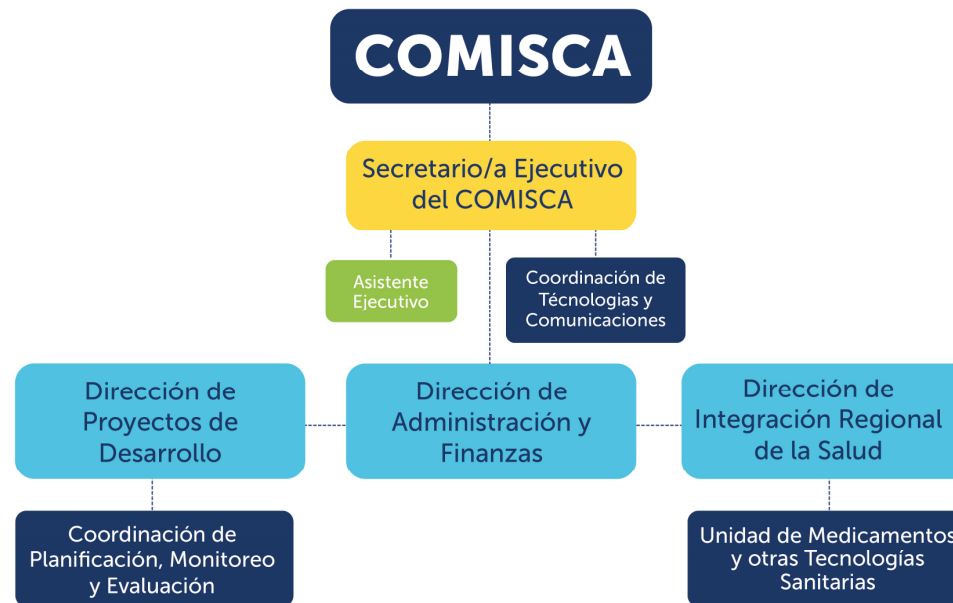 COMISCA
Secretario/a Ejecutivo
del COMISCA
Asistente
Ejecutivo
Coordinación de
Técnologias y
Comunicaciones
Dirección de
Proyectos de
Desarrollo
Dirección de
Administración y
Finanzas
Dirección de
Integración Regional
de la Salud
Coordinación de
Planificación, Monitoreo
y Evaluación
Unidad de Medicamentos
y otras Tecnologías
Sanitarias